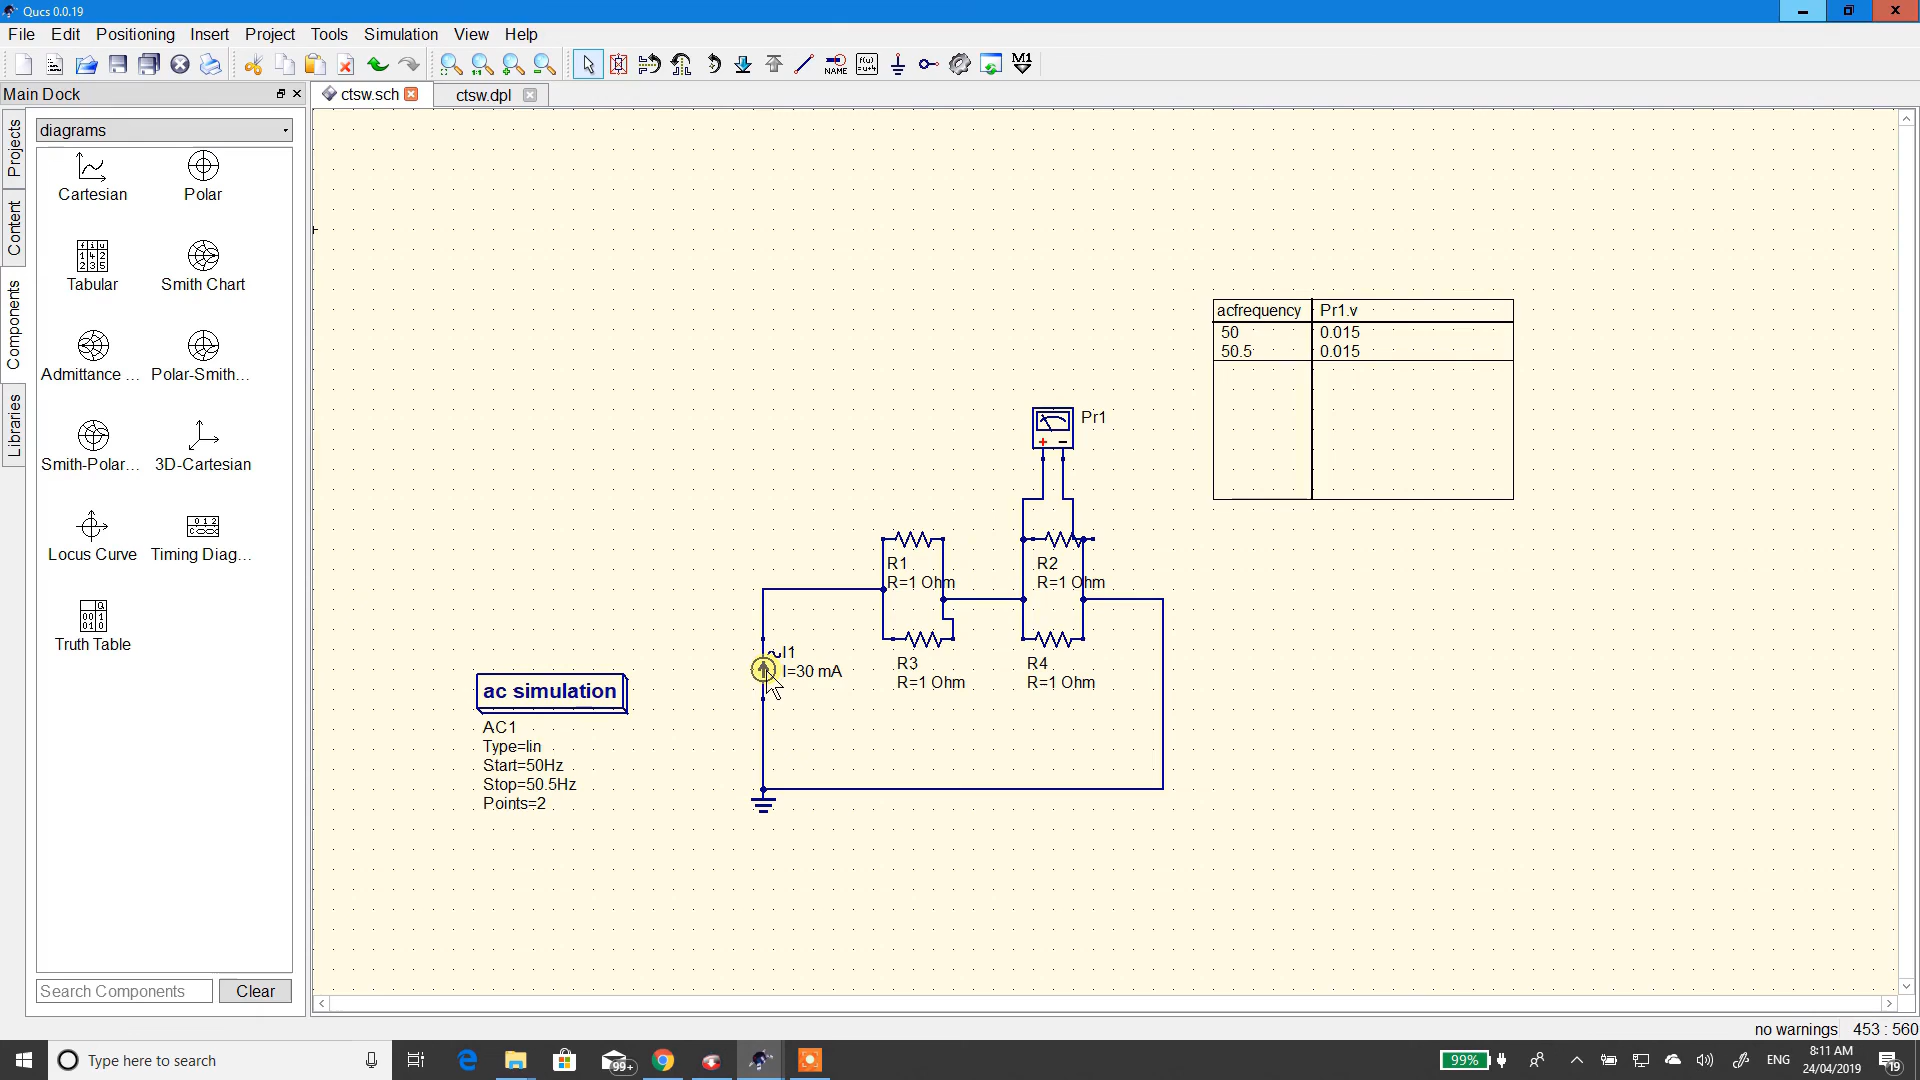 Qucs 0.0.19
File Edit Positioning Insert Project Tools Simulation View Help
NAME
M1
Main Dock
ctsw.sch
ctsw.dpl
Projects
Content
Components
Libraries
diagrams
Cartesian
Polar
Tabular
Smith Chart
Admittance ...
Polar-Smith...
Smith-Polar...
3D-Cartesian
Locus Curve
Timing Diag...
Truth Table
Search Components
Clear
acfrequency Pr1.v
50 0.015
50.5 0.015
Pr1
R1
R=1 Ohm
R2
R=1 Ohm
I1
I=30 mA
R3
R=1 Ohm
R4
R=1 Ohm
ac simulation
AC1
Type=lin
Start=50Hz
Stop=50.5Hz
Points=2
no warnings 453 : 560
Type here to search
99+
99%
ENG
8:11 AM
24/04/2019
19